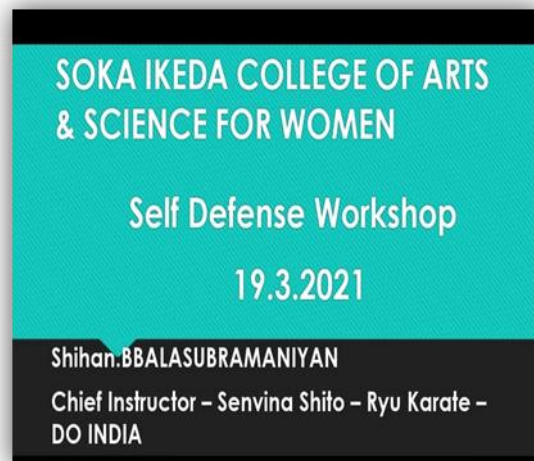 SOKA IKEDA COLLEGE OF ARTS
& SCIENCE FOR WOMEN
Self Defense Workshop
19.3.2021
Shihan.BBALASUBRAMANIYAN
Chief Instructor – Senvina Shito – Ryu Karate –
DO INDIA